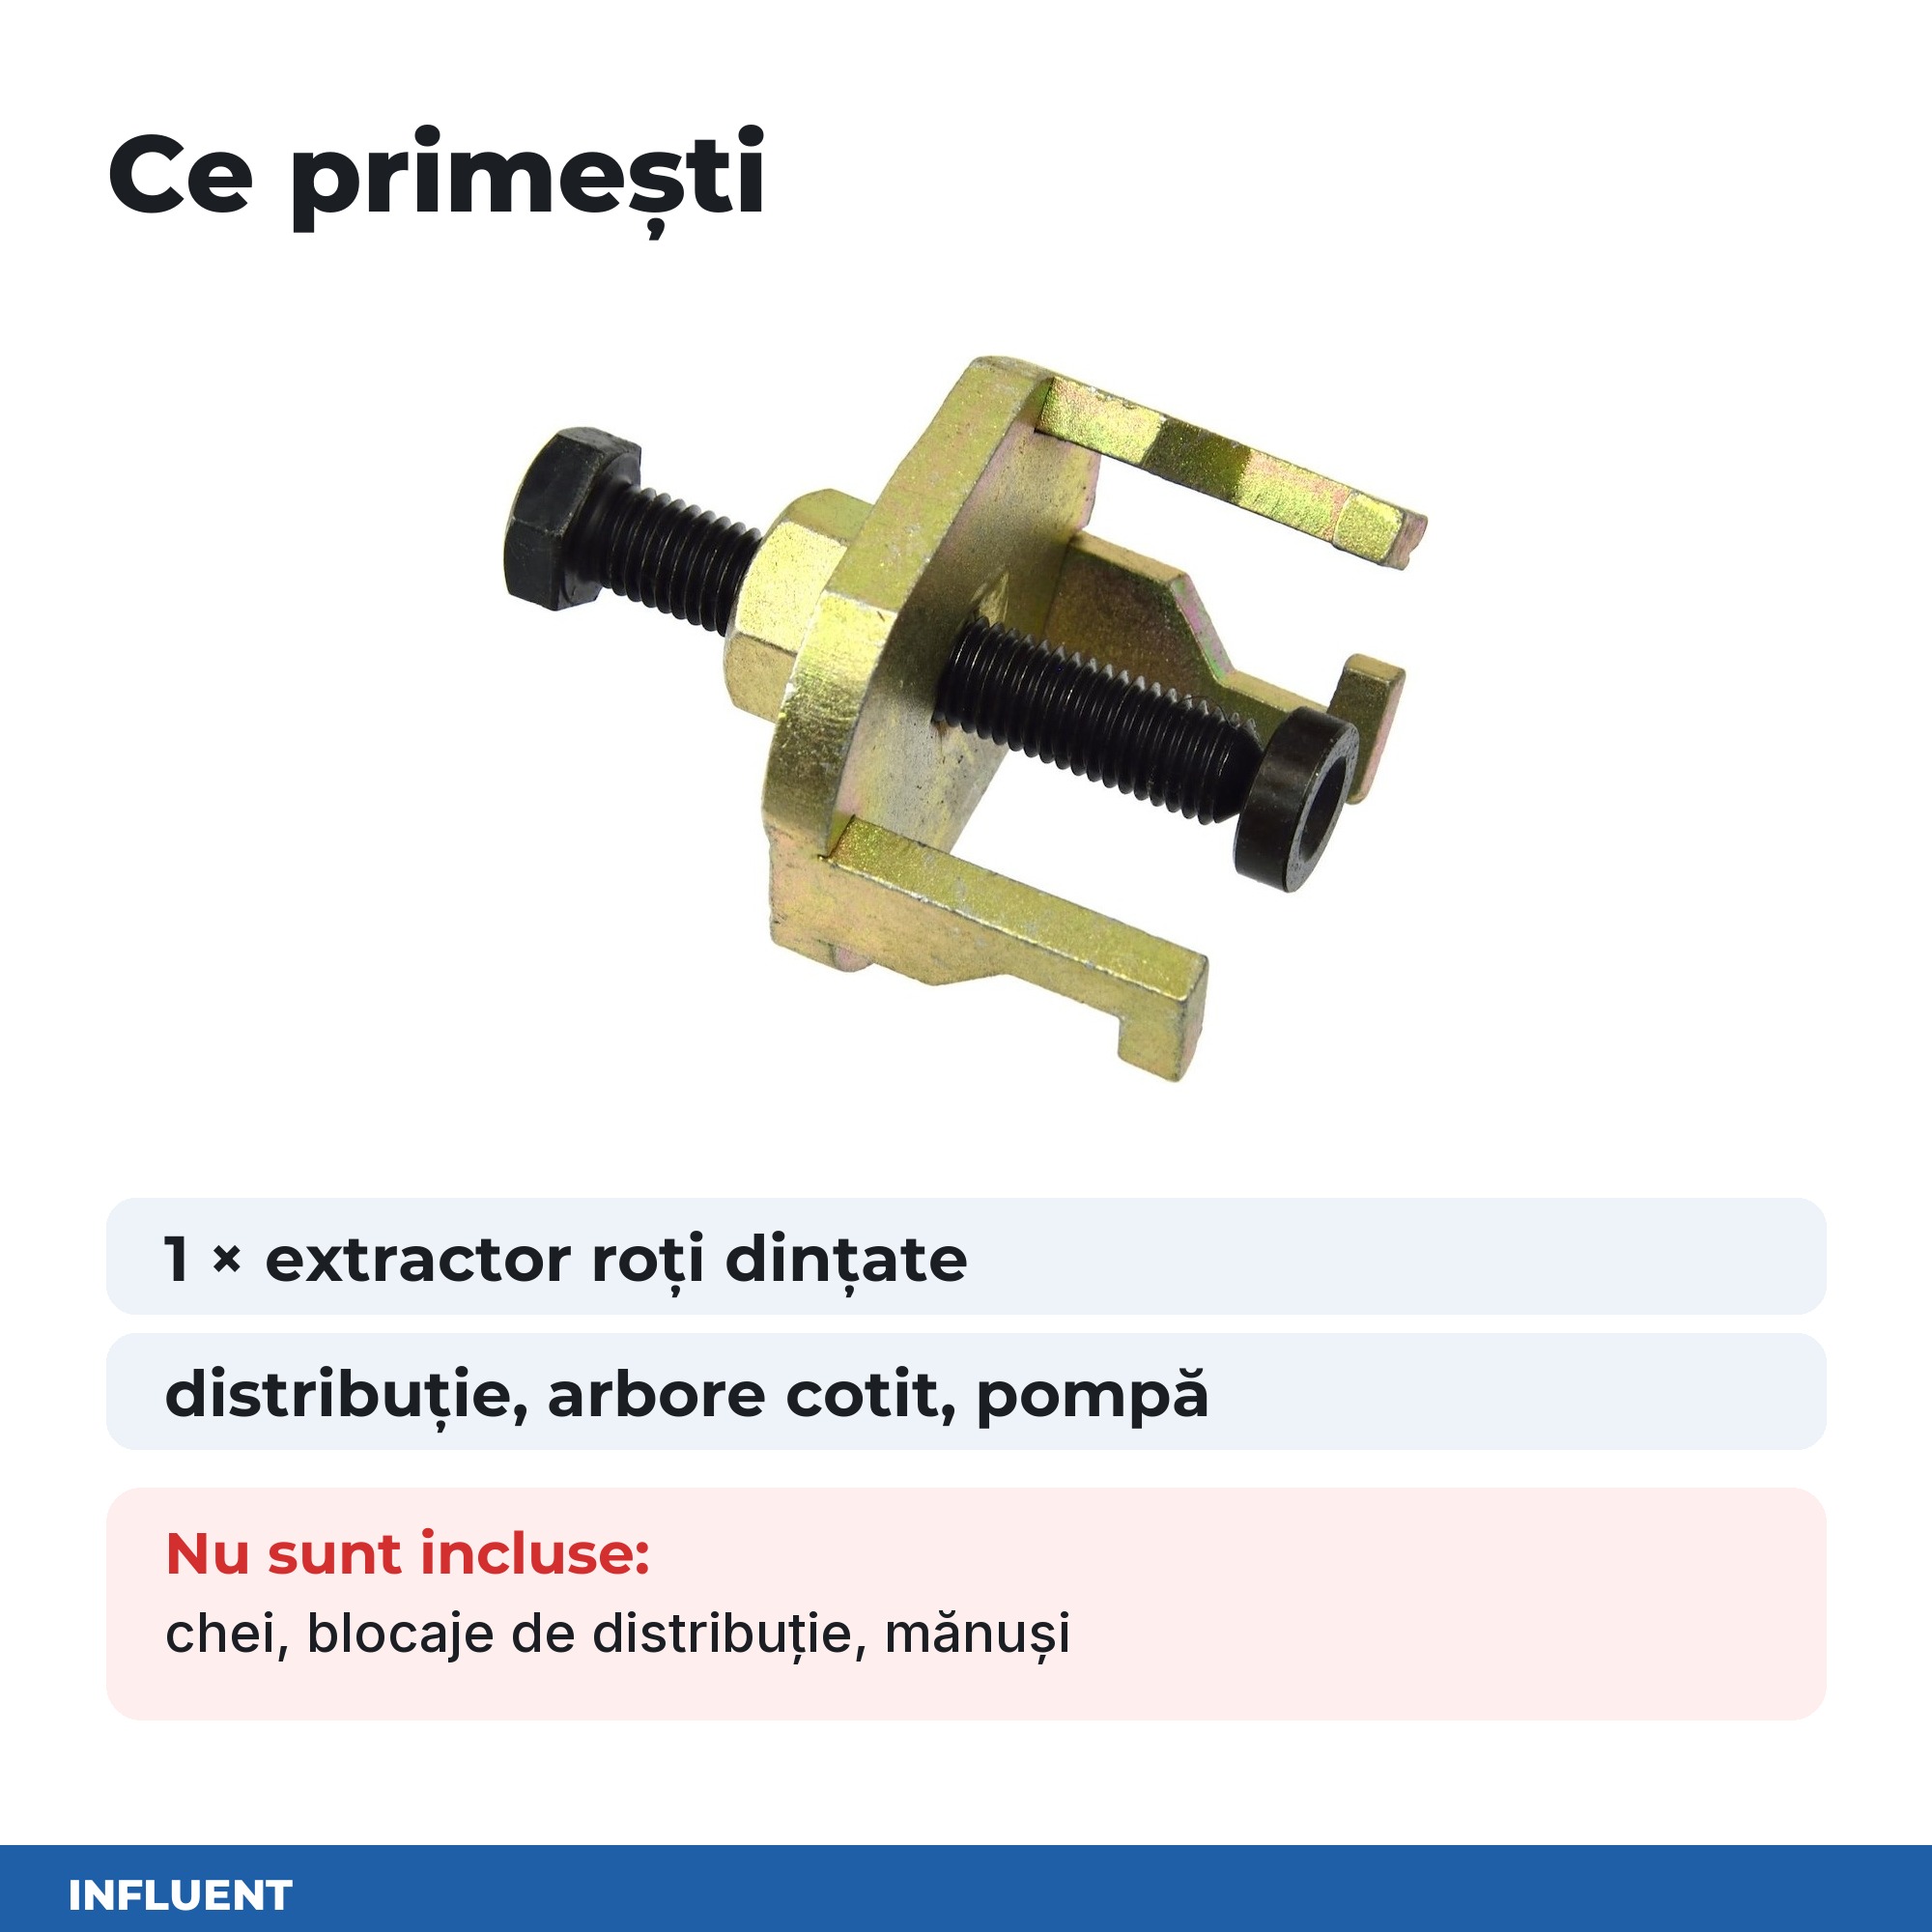 Ce primești
1 × extractor roți dințate
distribuție, arbore cotit, pompă
Nu sunt incluse:
chei, blocaje de distribuție, mănuși
INFLUENT